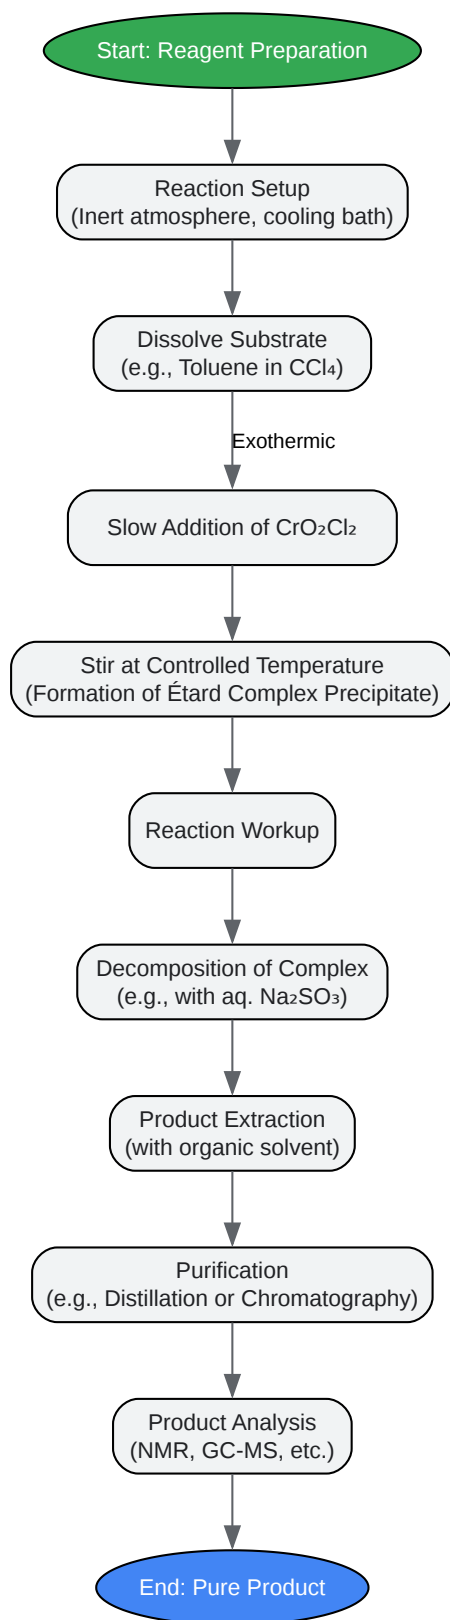 Start: Reagent Preparation
Reaction Setup
(Inert atmosphere, cooling bath)
Dissolve Substrate
(e.g., Toluene in CCl₄)
Exothermic
Slow Addition of CrO₂Cl₂
Stir at Controlled Temperature
(Formation of Étard Complex Precipitate)
Reaction Workup
Decomposition of Complex
(e.g., with aq. Na₂SO₃)
Product Extraction
(with organic solvent)
Purification
(e.g., Distillation or Chromatography)
Product Analysis
(NMR, GC-MS, etc.)
End: Pure Product